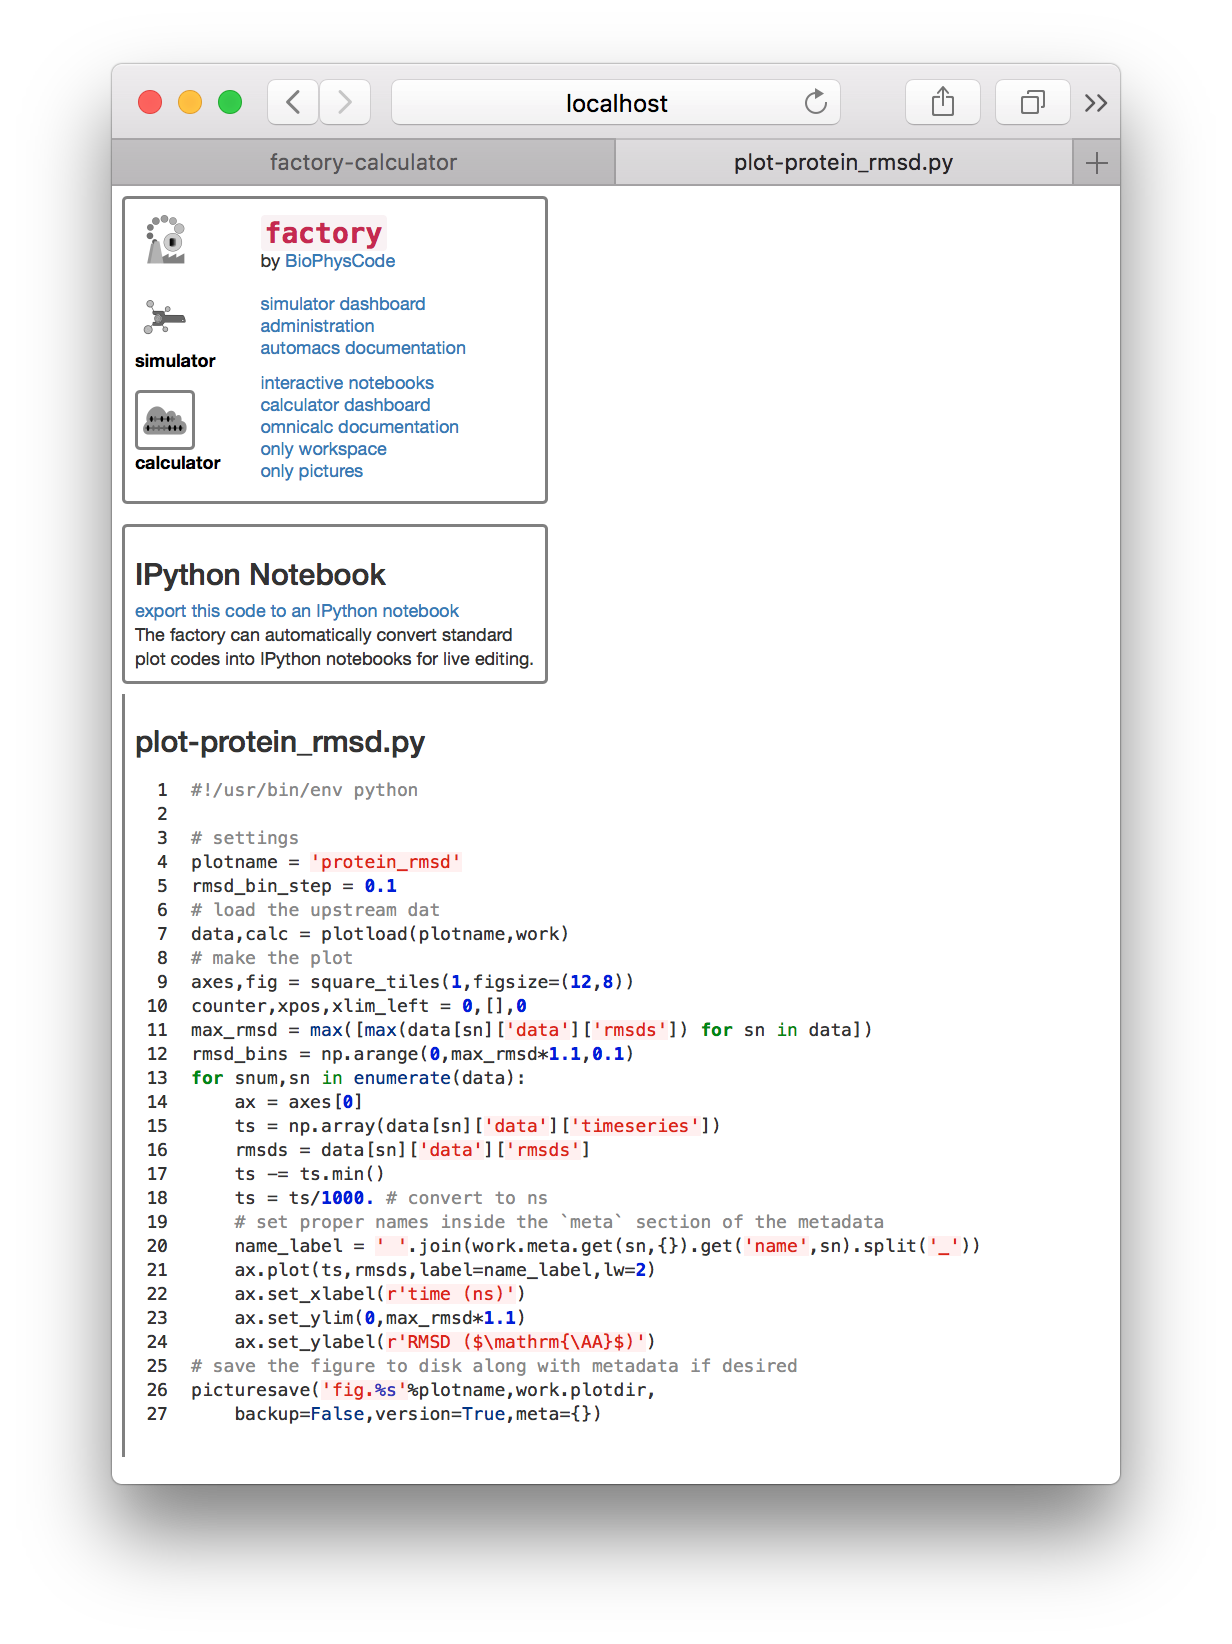 localhost
factory-calculator
plot-protein_rmsd.py
factory
by BioPhysCode
simulator dashboard
administration
automacs documentation
simulator
interactive notebooks
calculator dashboard
omnicalc documentation
only workspace
only pictures
calculator
IPython Notebook
export this code to an IPython notebook
The factory can automatically convert standard
plot codes into IPython notebooks for live editing.
plot-protein_rmsd.py
1 #!/usr/bin/env python
2
3 # settings
4 plotname = 'protein_rmsd'
5 rmsd_bin_step = 0.1
6 # load the upstream dat
7 data,calc = plotload(plotname,work)
8 # make the plot
9 axes,fig = square_tiles(1,figsize=(12,8))
10 counter,xpos,xlim_left = 0,[],0
11 max_rmsd = max([max(data[sn]['data']['rmsds']) for sn in data])
12 rmsd_bins = np.arange(0,max_rmsd*1.1,0.1)
13 for snum,sn in enumerate(data):
14     ax = axes[0]
15     ts = np.array(data[sn]['data']['timeseries'])
16     rmsds = data[sn]['data']['rmsds']
17     ts -= ts.min()
18     ts = ts/1000. # convert to ns
19     # set proper names inside the `meta` section of the metadata
20     name_label = ' '.join(work.meta.get(sn,{}).get('name',sn).split('_'))
21     ax.plot(ts,rmsds,label=name_label,lw=2)
22     ax.set_xlabel(r'time (ns)')
23     ax.set_ylim(0,max_rmsd*1.1)
24     ax.set_ylabel(r'RMSD ($\mathrm{\AA}$)')
25 # save the figure to disk along with metadata if desired
26 picturesave('fig.%s'%plotname,work.plotdir,
27     backup=False,version=True,meta={})